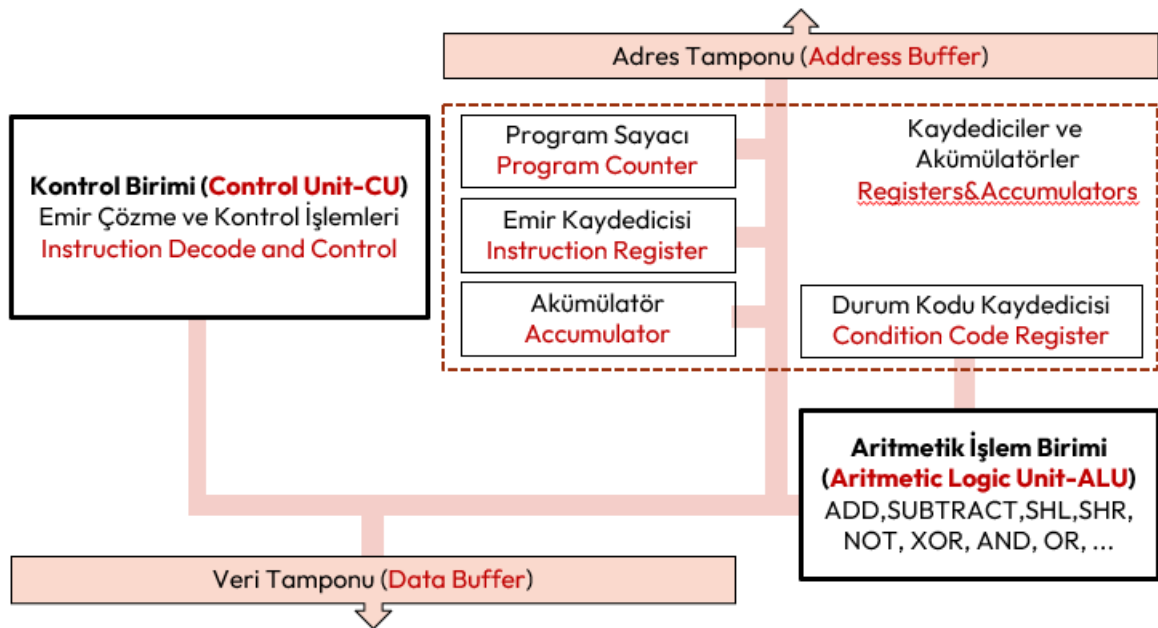 Adres Tamponu (Address Buffer)
Kontrol Birimi (Control Unit-CU)
Emir Çözme ve Kontrol İşlemleri
Instruction Decode and Control
Program Sayacı
Program Counter
Emir Kaydedicisi
Instruction Register
Akümülatör
Accumulator
Kaydediciler ve
Akümülatörler
Registers&Accumulators
Durum Kodu Kaydedicisi
Condition Code Register
Aritmetik İşlem Birimi
(Aritmetic Logic Unit-ALU)
ADD,SUBTRACT,SHL,SHR,
NOT, XOR, AND, OR, ...
Veri Tamponu (Data Buffer)